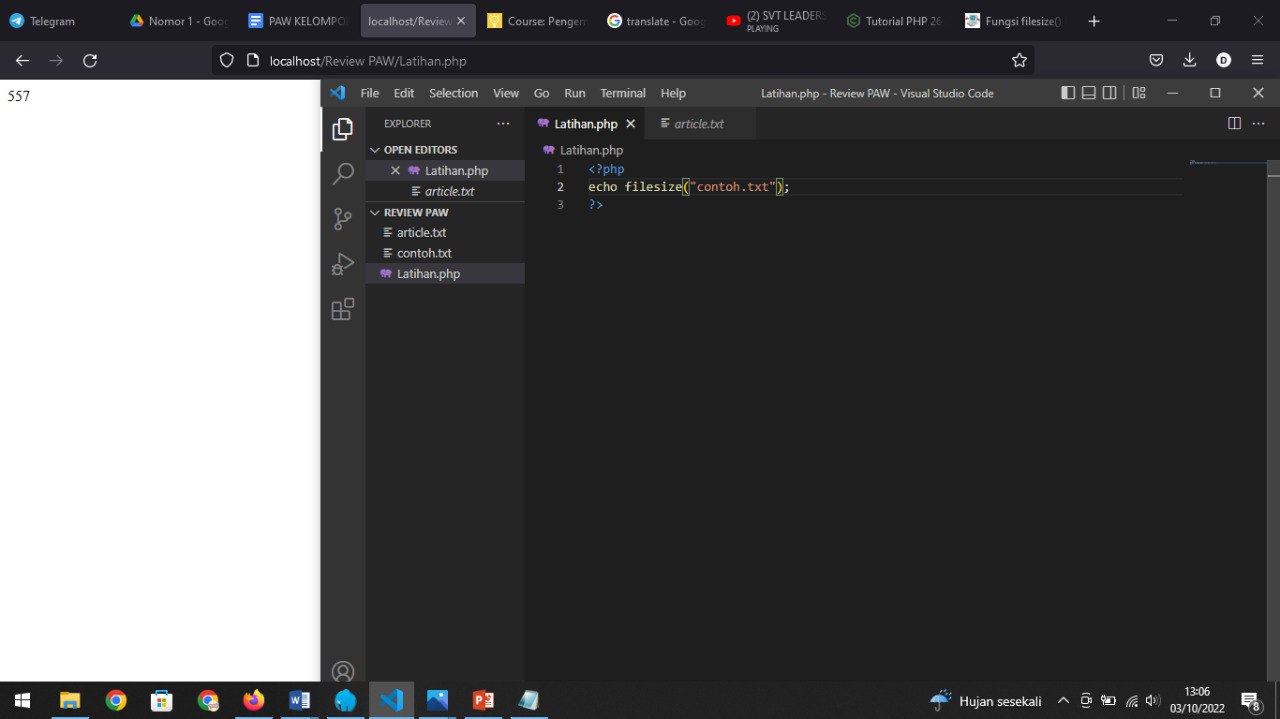 Telegram
Nomor 1 - Goog
PAW KELOMPO
localhost/Review
Course: Pengem
translate - Goog
(2) SVT LEADERS
PLAYING
Tutorial PHP 26
Fungsi filesize()
localhost/Review PAW/Latihan.php
557
File Edit Selection View Go Run Terminal Help
Latihan.php - Review PAW - Visual Studio Code
EXPLORER
OPEN EDITORS
Latihan.php
article.txt
REVIEW PAW
article.txt
contoh.txt
Latihan.php
Latihan.php
article.txt
Latihan.php
1 <?php
2 echo filesize("contoh.txt");
3 ?>
Hujan sesekali
13:06
03/10/2022
8